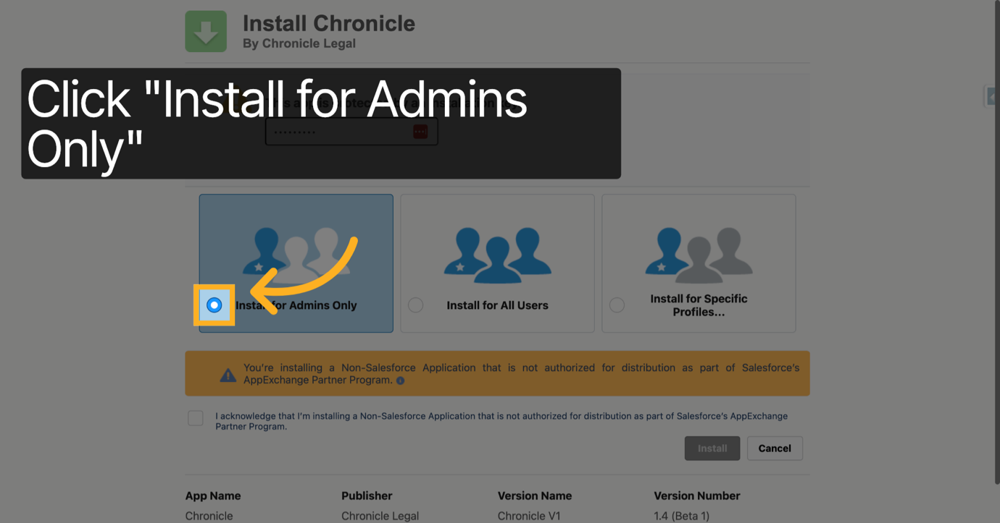 Install Chronicle
By Chronicle Legal
Click "Install for Admins
Only"
Install for Admins Only
Install for All Users
Install for Specific
Profiles...
You're installing a Non-Salesforce Application that is not authorized for distribution as part of Salesforce's
AppExchange Partner Program.
I acknowledge that I'm installing a Non-Salesforce Application that is not authorized for distribution as part of Salesforce's AppExchange
Partner Program.
Install
Cancel
App Name
Publisher
Version Name
Version Number
Chronicle
Chronicle Legal
Chronicle V1
1.4 (Beta 1)